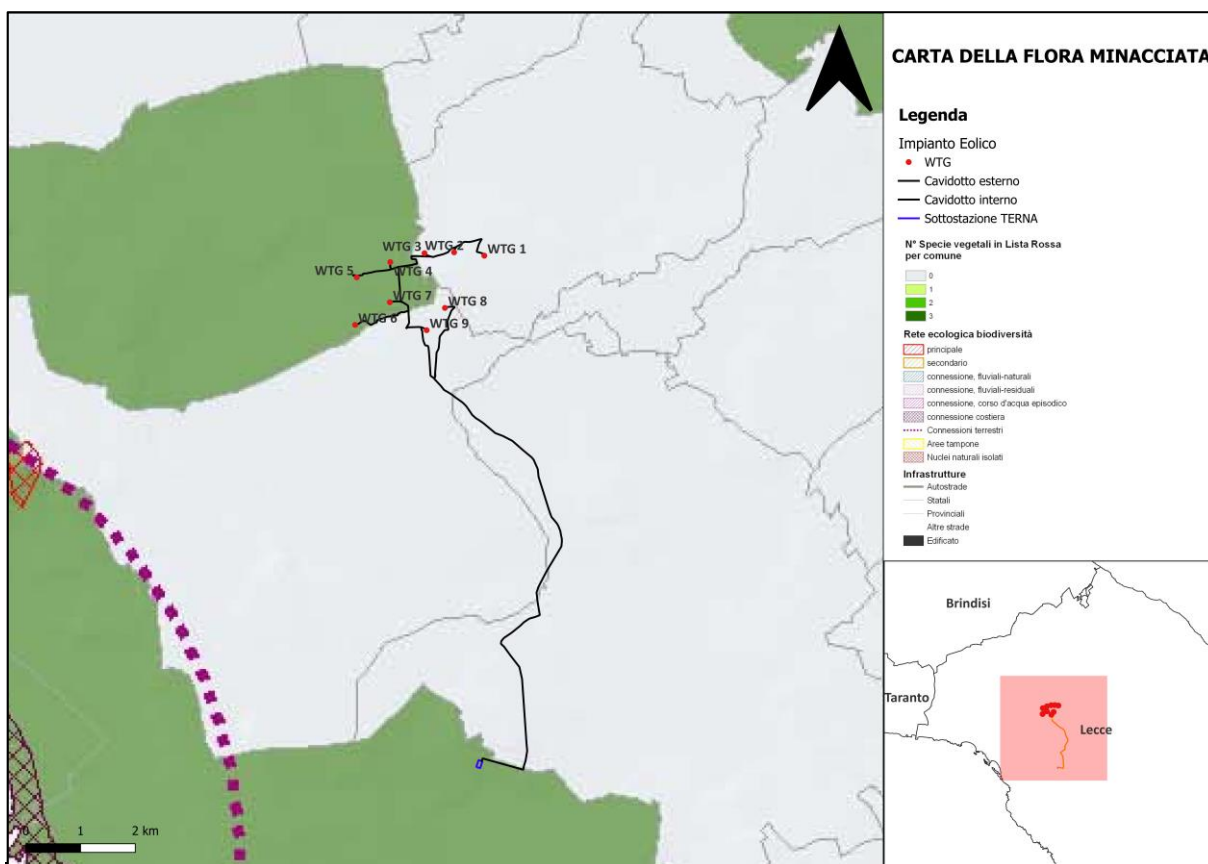 CARTA DELLA FLORA MINACCIATA
Legenda
Impianto Eolico
WTG
Cavidotto esterno
Cavidotto interno
Sottostazione TERNA
N° Specie vegetali in Lista Rossa
per comune
0
1
2
3
Rete ecologica biodiversità
principale
secondario
connessione, fluviali-naturali
connessione, fluviali-residuali
connessione, corso d'acqua episodico
connessione costiera
Connessioni terrestri
Aree tampone
Nuclei naturali isolati
Infrastrutture
Autostrade
Statali
Provinciali
Altre strade
Edificato
WTG 3
WTG 2
WTG 1
WTG 5
WTG 4
WTG 7
WTG 8
WTG 6
WTG 9
0 1 2 km
Brindisi
Taranto
Lecce